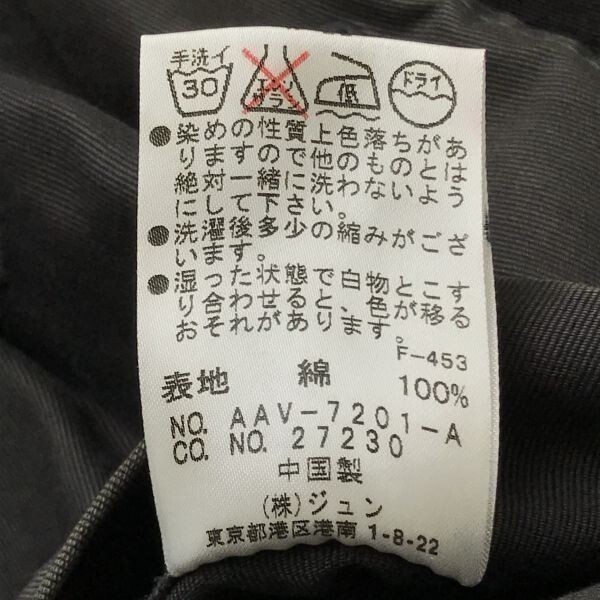 手洗イ
30
エンソ
サラシ
低
ドライ
●染めの性質上色落ちがあ
りますので他のものとは
絶対一緒に洗わないよう
にして下さい。
●洗濯後多少の縮みがござ
います。
●湿った状態で白物とこす
り合わせると、色が移る
おそれがあります。
F-453
表地 綿 100%
NO. AAV-7201-A
CO. NO. 27230
中国製
(株)ジュン
東京都港区港南 1-8-22